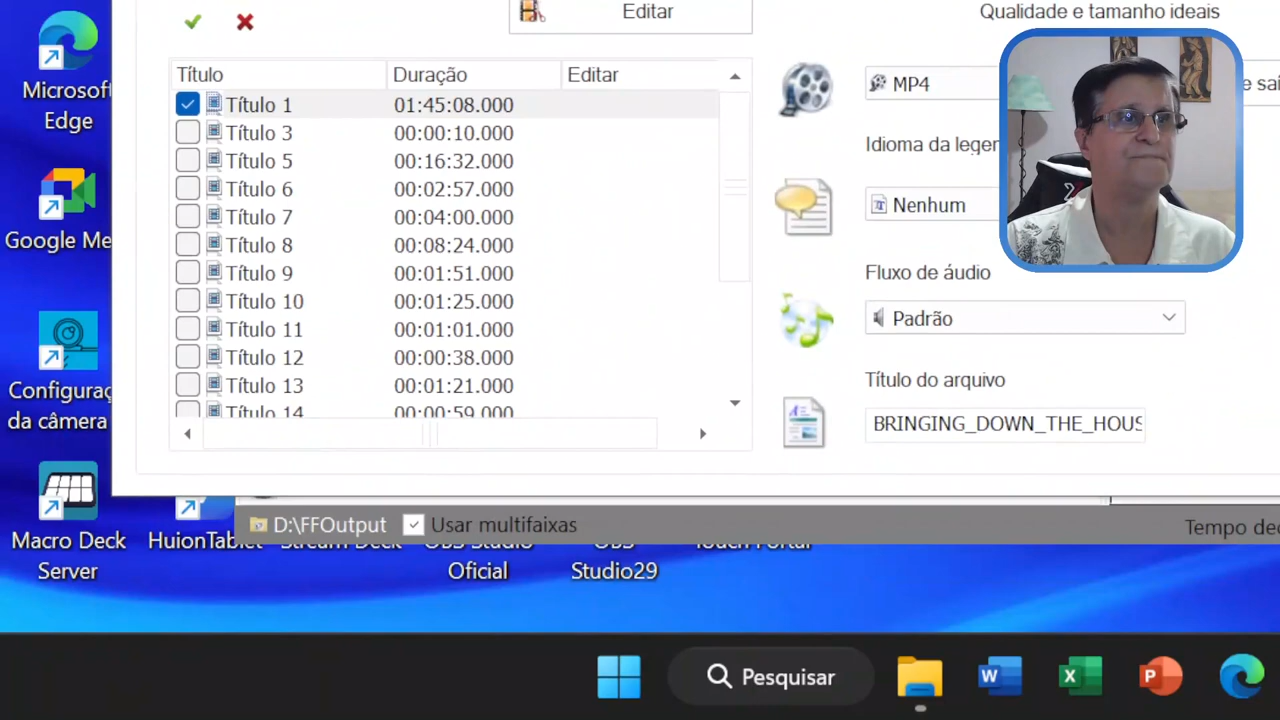 Editar
Qualidade e tamanho ideais
Título Duração Editar
Título 1 01:45:08.000
Título 3 00:00:10.000
Título 5 00:16:32.000
Título 6 00:02:57.000
Título 7 00:04:00.000
Título 8 00:08:24.000
Título 9 00:01:51.000
Título 10 00:01:25.000
Título 11 00:01:01.000
Título 12 00:00:38.000
Título 13 00:01:21.000
Título 14 00:00:59.000
MP4
e sai
Idioma da legen
Nenhum
Fluxo de áudio
Padrão
Título do arquivo
BRINGING_DOWN_THE_HOUS
Microsoft
Edge
Google Me
Configuraç
da câmera
Macro Deck
Server
HuionTablet
Stream Deck
OBS Studio
Oficial
OBS
Studio29
Touch Portal
D:\FFOutput Usar multifaixas
Tempo dec
Pesquisar